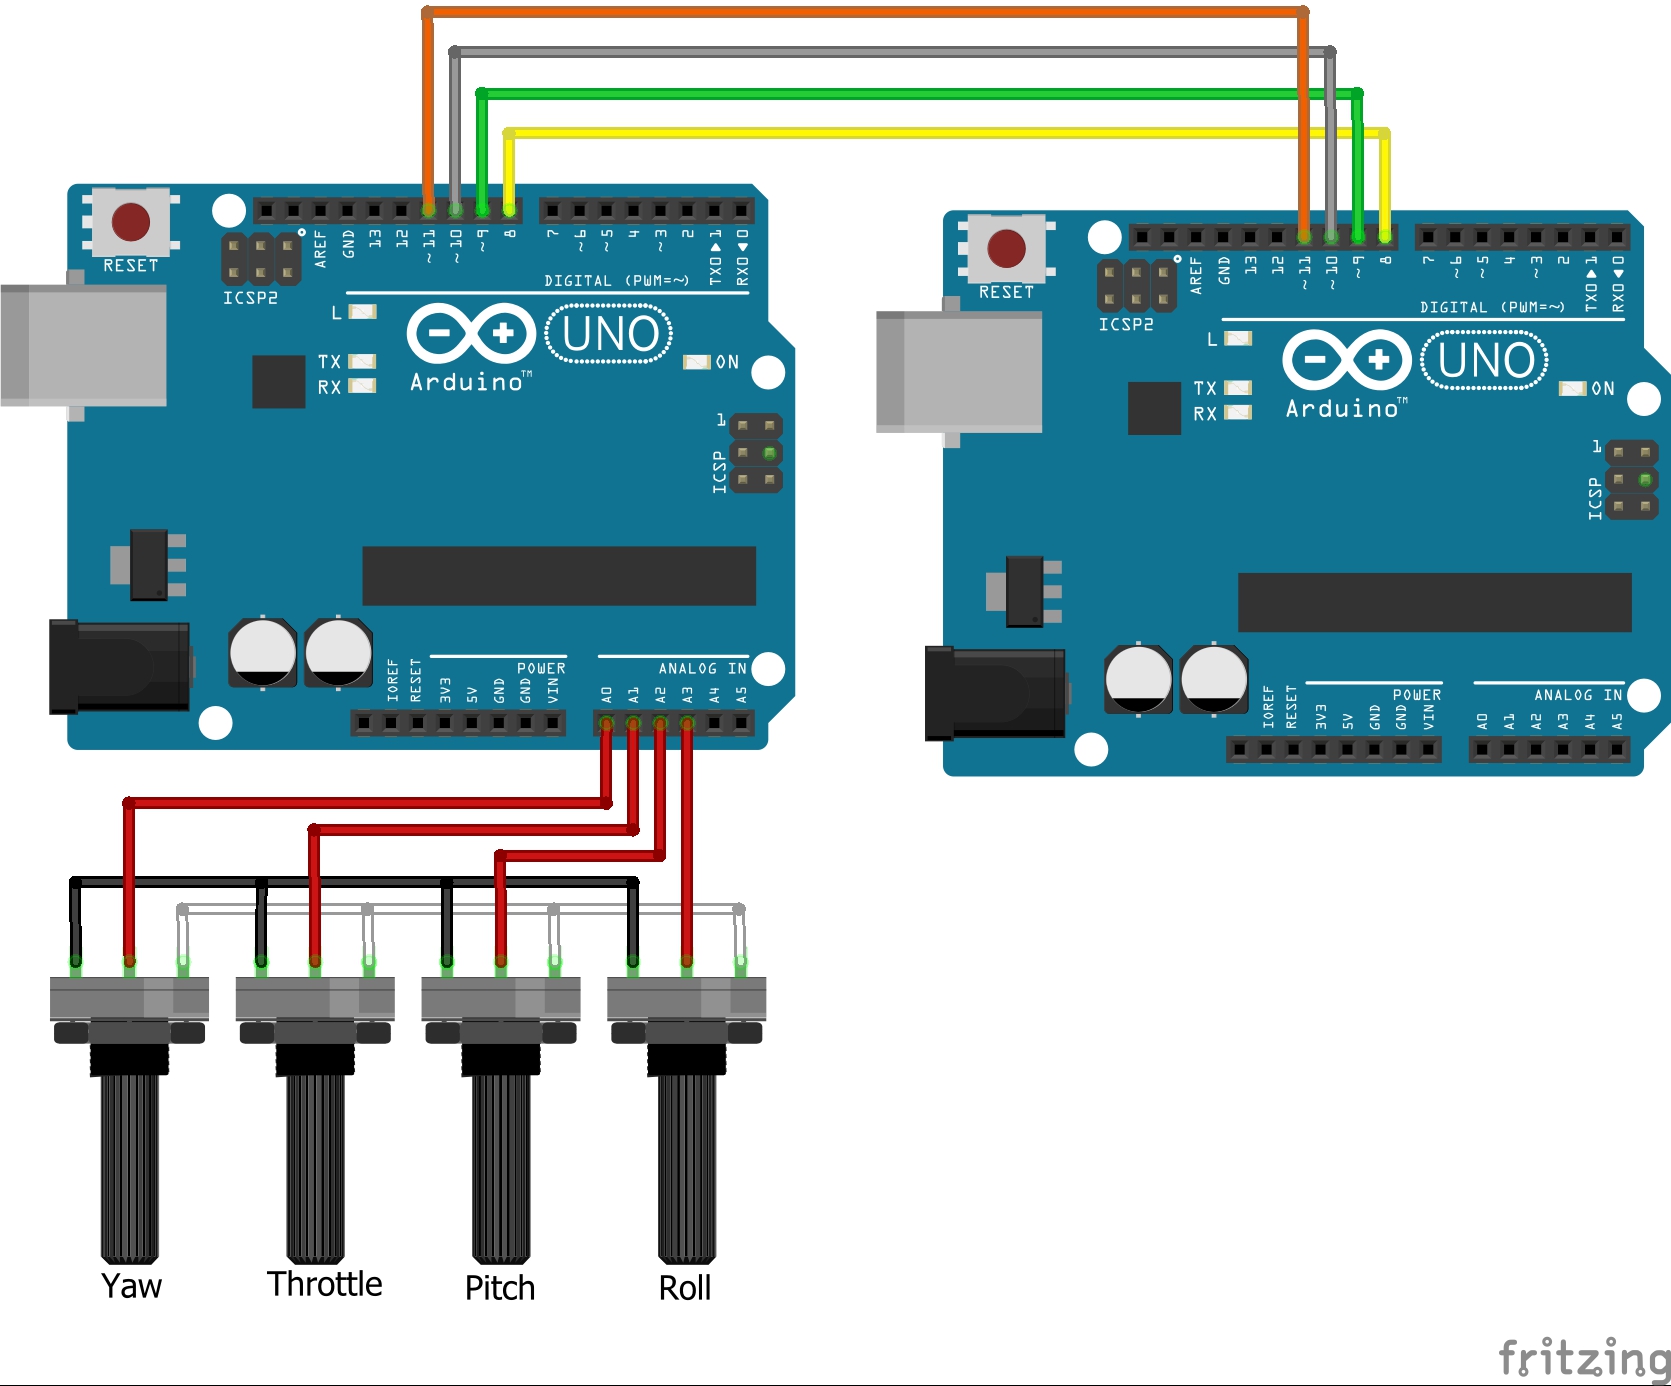 RESET
ICSP2
AREF
GND
13
12
~11
~10
~9
8
7
~6
~5
4
~3
2
TX0▶1
RX0◀0
DIGITAL (PWM=~)
L
TX
RX
UNO
Arduino™
ON
1
ICSP
IOREF
RESET
3V3
5V
GND
GND
VIN
POWER
ANALOG IN
A0
A1
A2
A3
A4
A5
RESET
ICSP2
AREF
GND
13
12
~11
~10
~9
8
7
~6
~5
4
~3
2
TX0▶1
RX0◀0
DIGITAL (PWM=~)
L
TX
RX
UNO
Arduino™
ON
1
ICSP
IOREF
RESET
3V3
5V
GND
GND
VIN
POWER
ANALOG IN
A0
A1
A2
A3
A4
A5
Yaw
Throttle
Pitch
Roll
fritzing